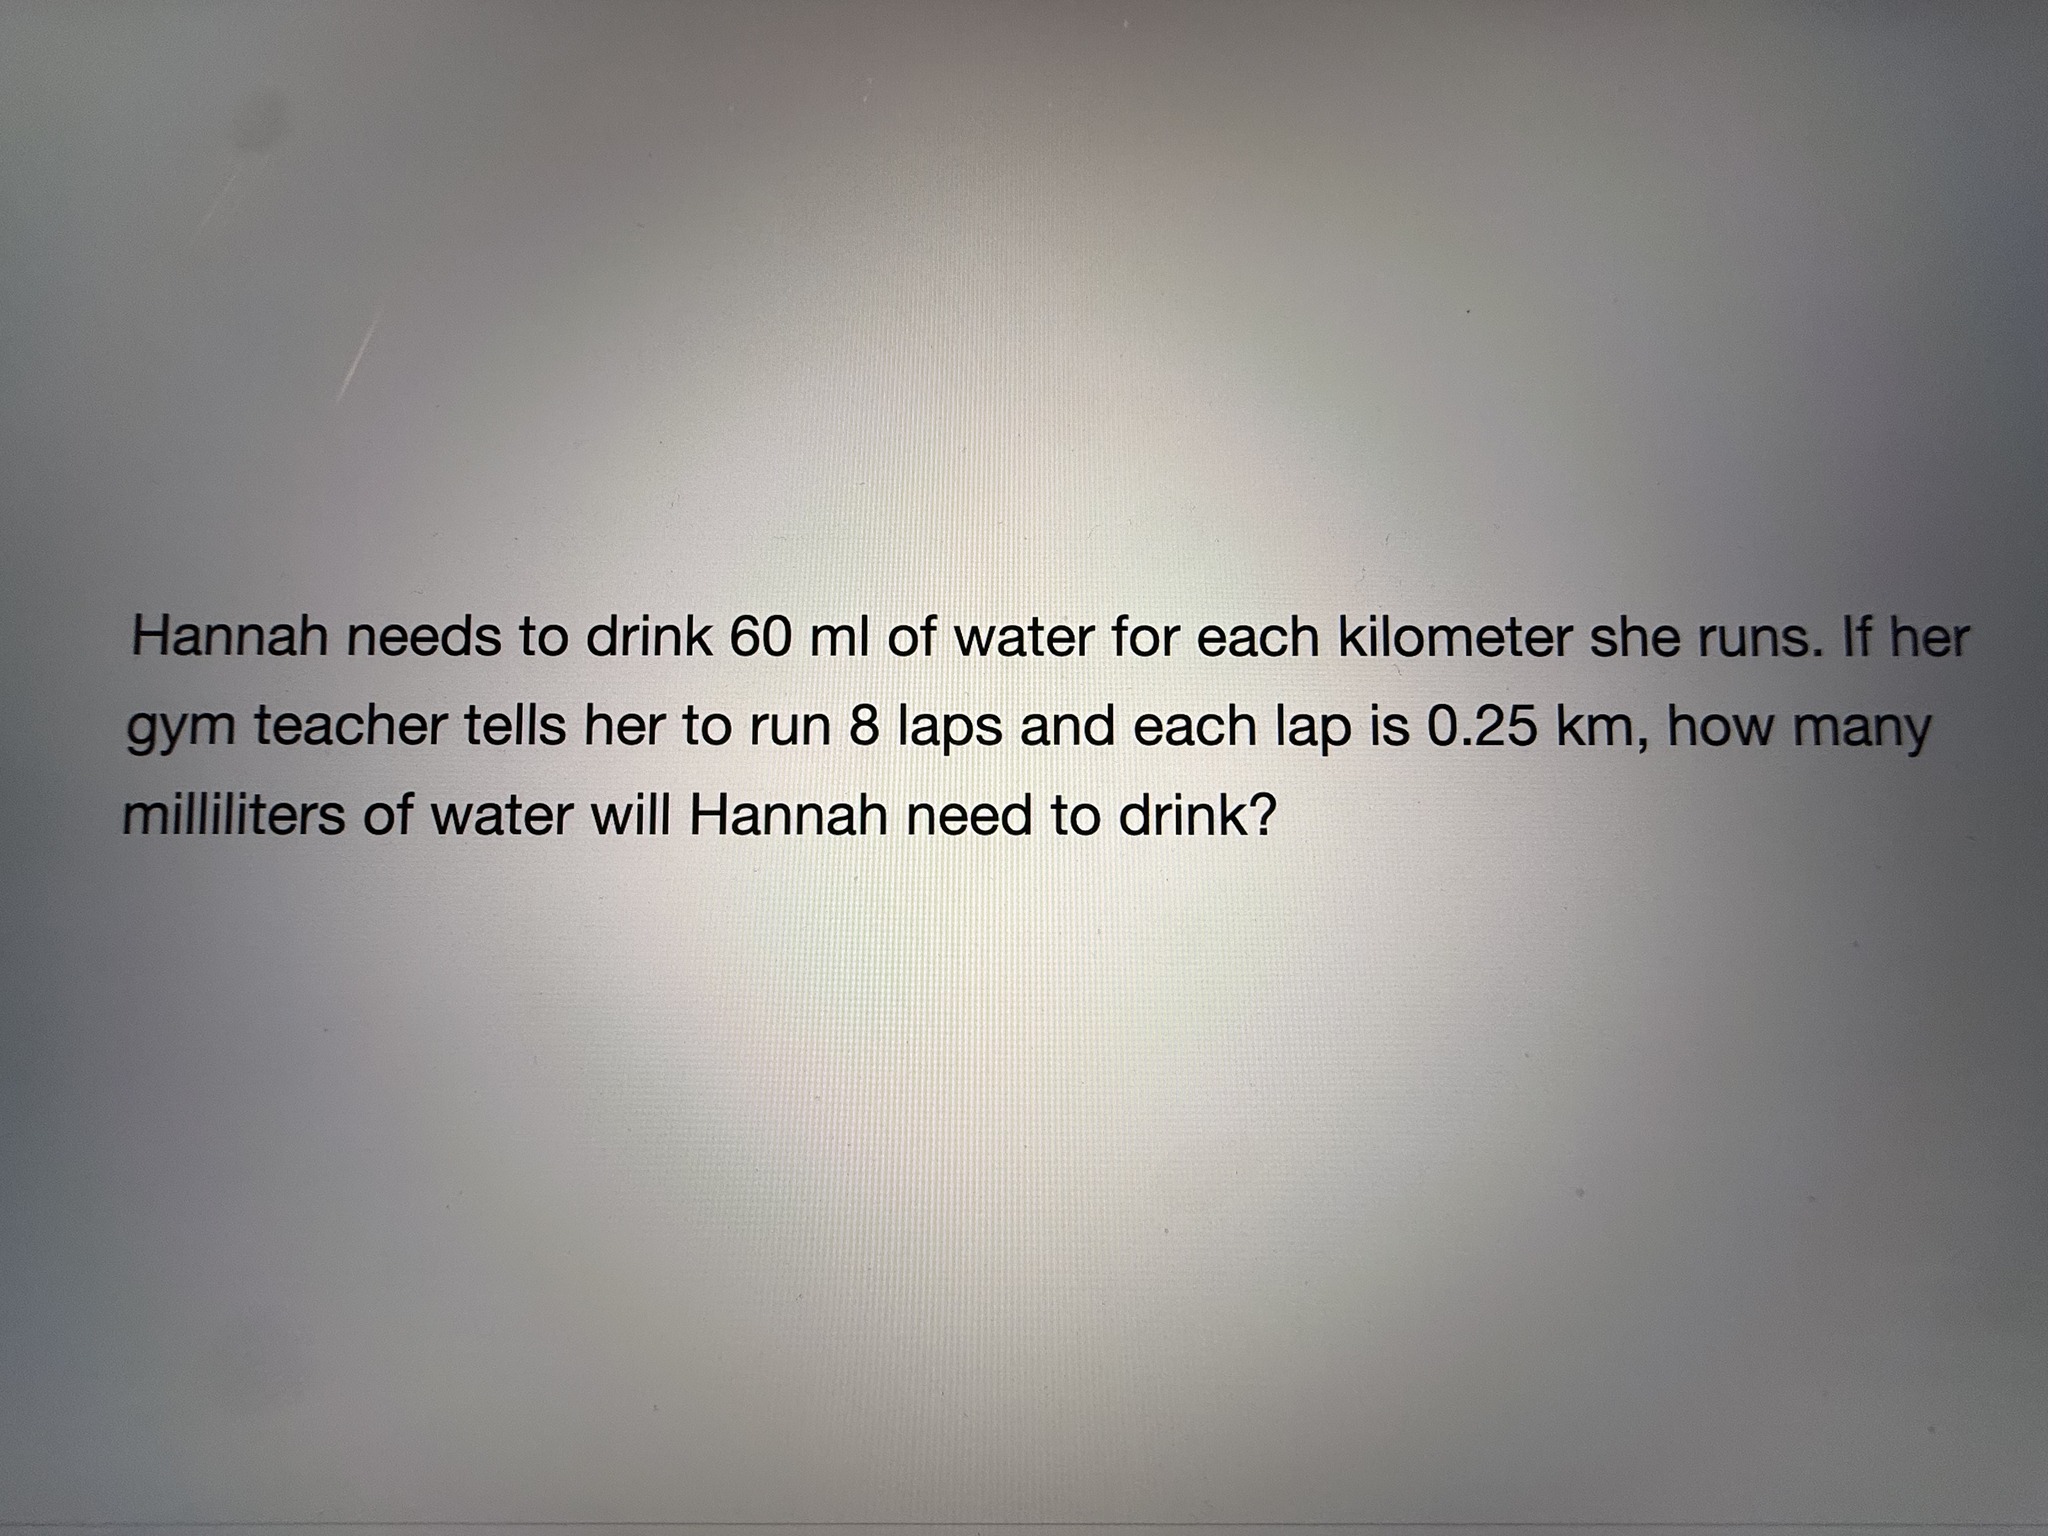 Hannah needs to drink 60 ml of water for each kilometer she runs. If her
gym teacher tells her to run 8 laps and each lap is 0.25 km, how many
milliliters of water will Hannah need to drink?